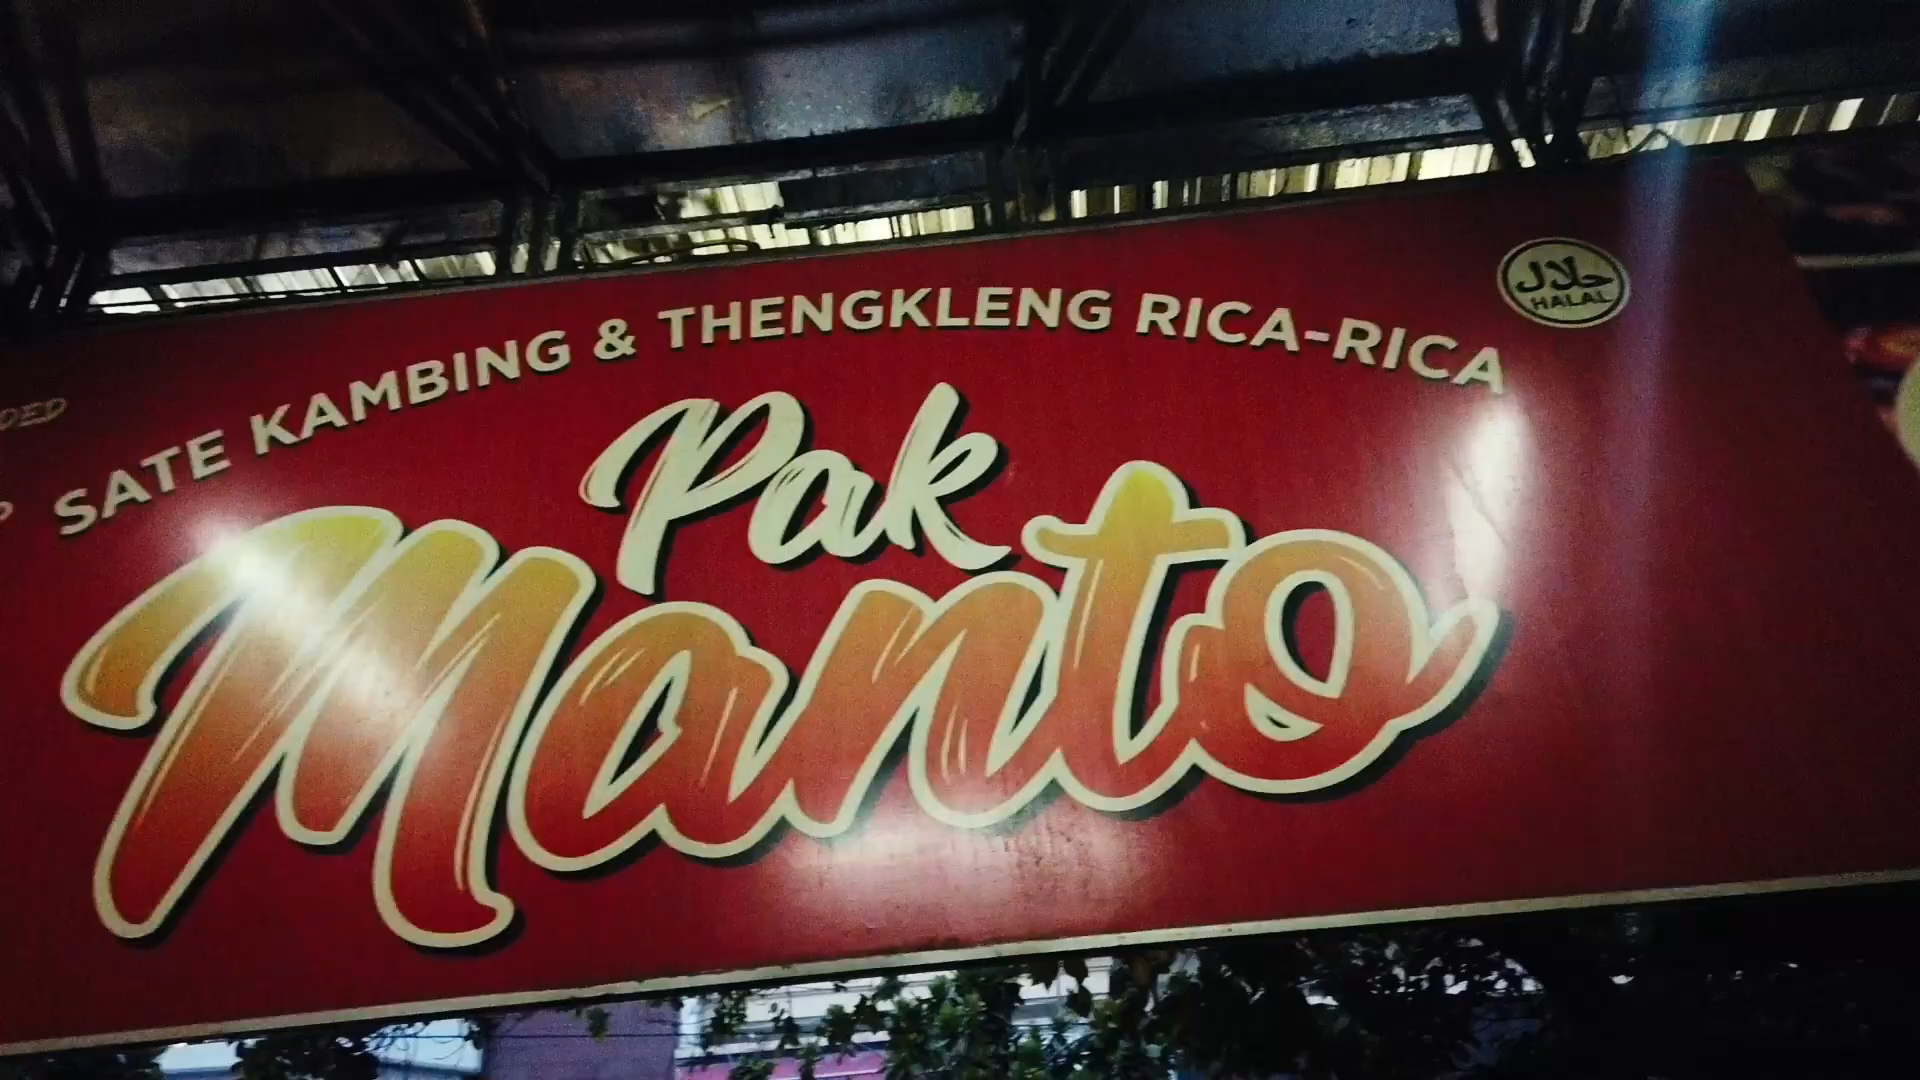 SATE KAMBING & THENGKLENG RICA-RICA
حلال
HALAL
Pak
Manto